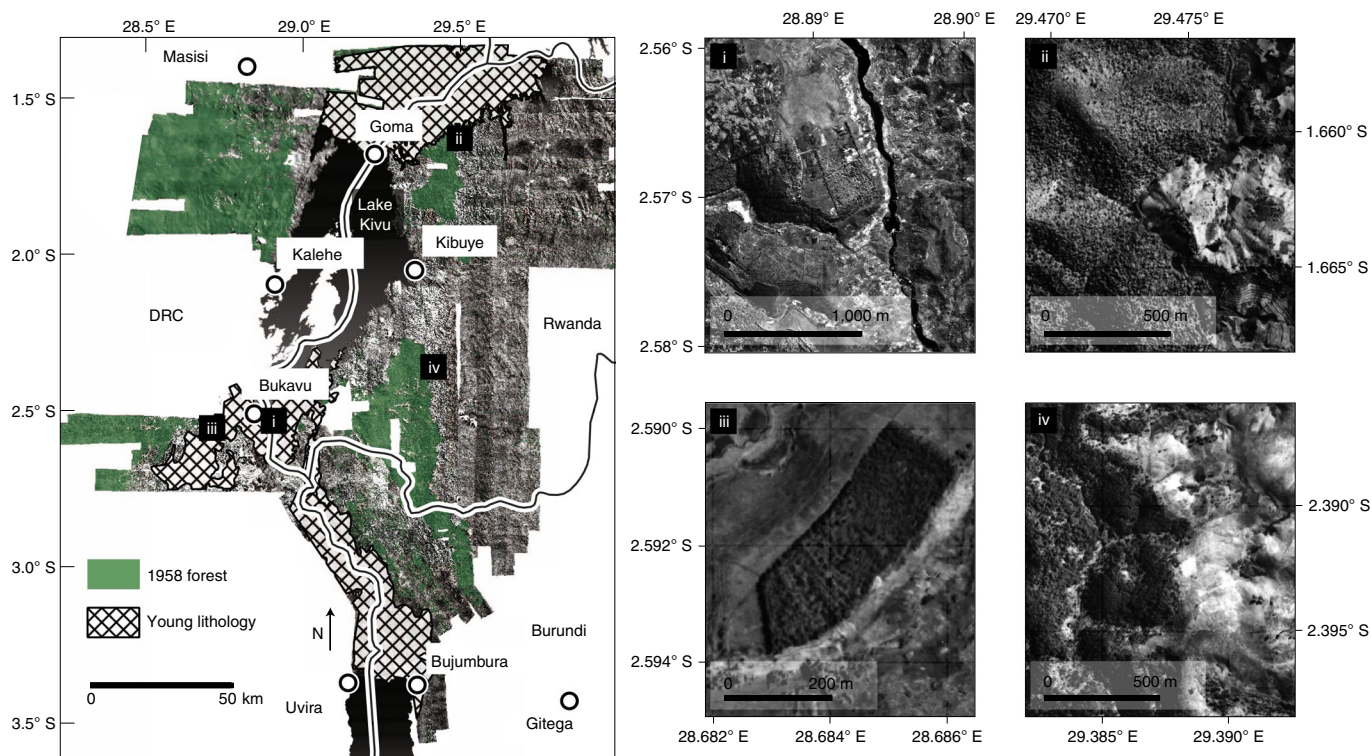 28.5° E
29.0° E
29.5° E
Masisi
1.5° S
Goma
ii
Lake
Kivu
2.0° S
Kalehe
Kibuye
DRC
Rwanda
iv
Bukavu
2.5° S
iii
i
3.0° S
1958 forest
Young lithology
N
Burundi
Bujumbura
0
50 km
Uvira
Gitega
3.5° S
28.89° E
28.90° E
2.56° S
i
2.57° S
0
1,000 m
2.58° S
29.470° E
29.475° E
ii
1.660° S
1.665° S
0
500 m
iii
2.590° S
2.592° S
2.594° S
0
200 m
28.682° E
28.684° E
28.686° E
iv
2.390° S
2.395° S
0
500 m
29.385° E
29.390° E